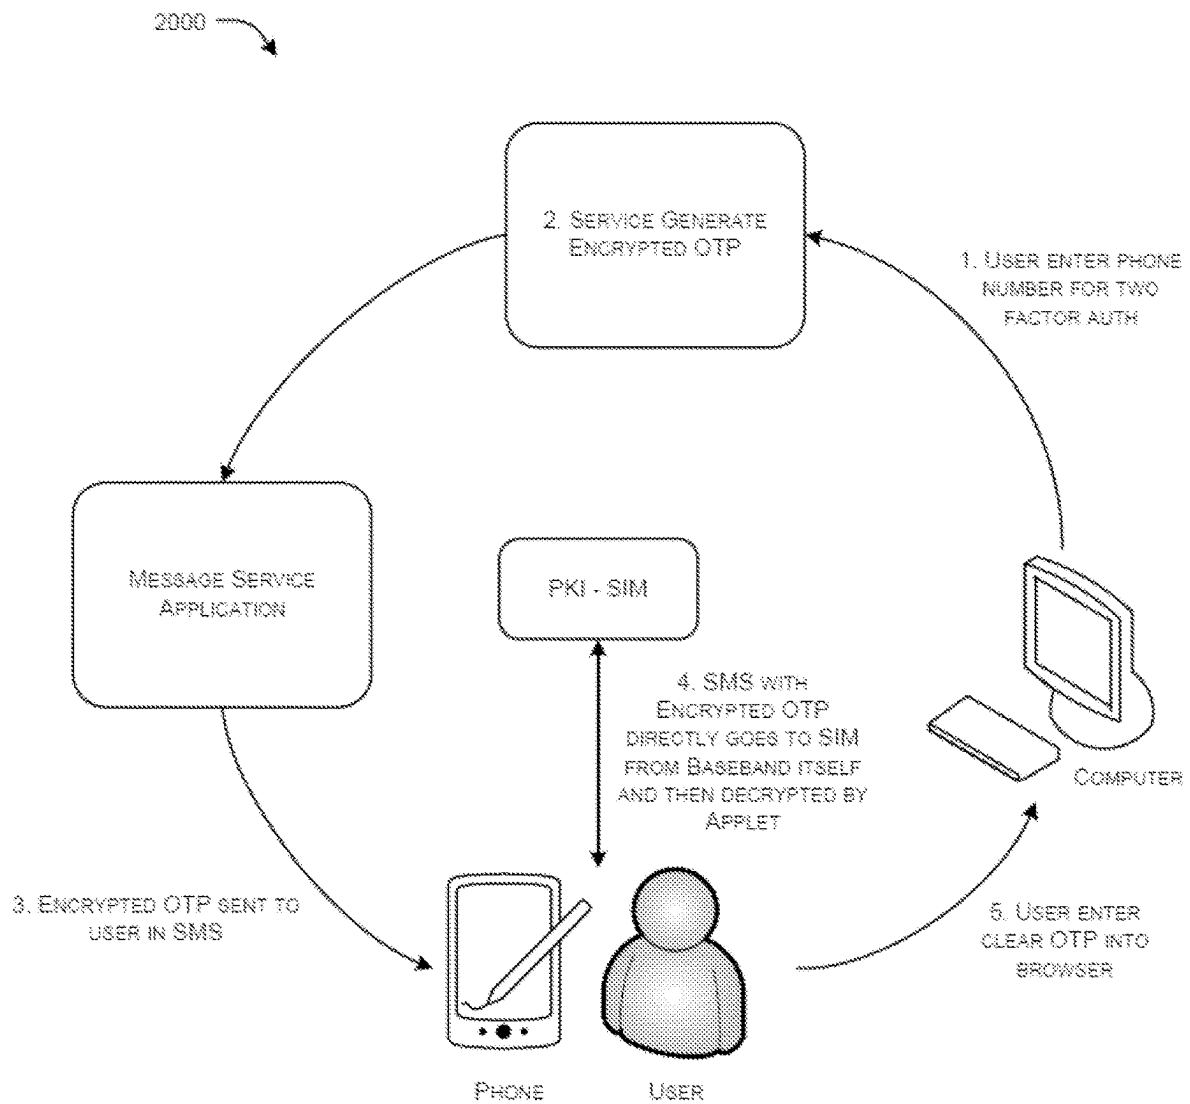 2000
2. SERVICE GENERATE
ENCRYPTED OTP
1. USER ENTER PHONE
NUMBER FOR TWO
FACTOR AUTH
MESSAGE SERVICE
APPLICATION
PKI - SIM
4. SMS WITH
ENCRYPTED OTP
DIRECTLY GOES TO SIM
FROM BASEBAND ITSELF
AND THEN DECRYPTED BY
APPLET
COMPUTER
3. ENCRYPTED OTP SENT TO
USER IN SMS
5. USER ENTER
CLEAR OTP INTO
BROWSER
PHONE
USER